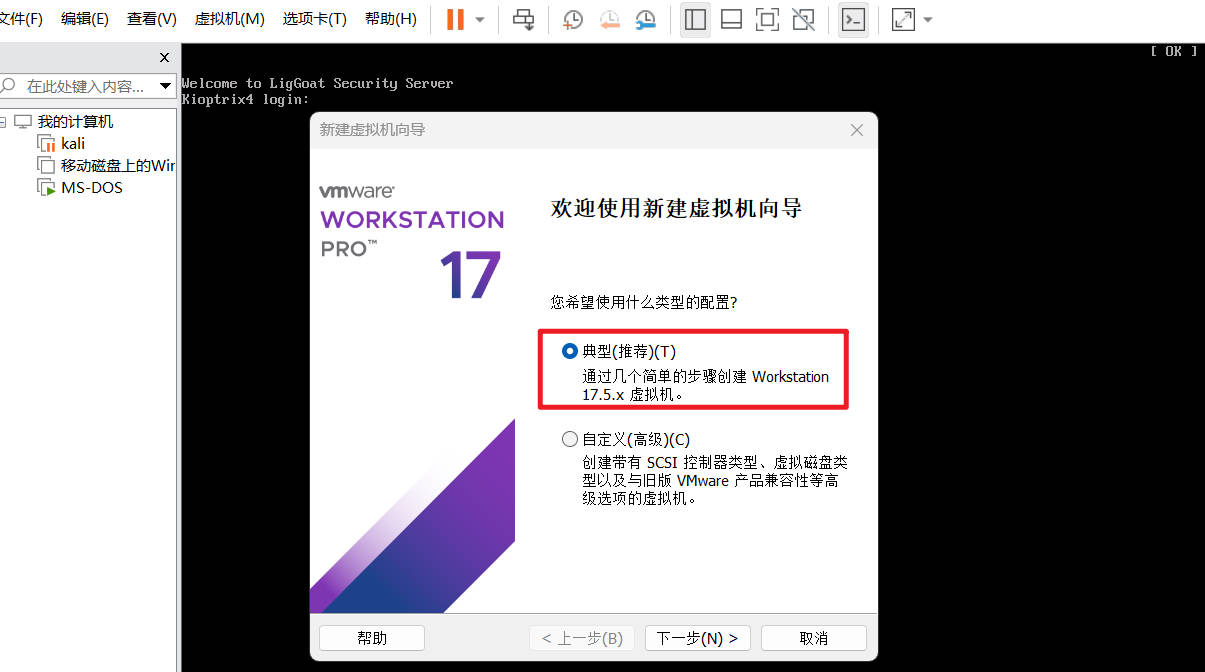 文件(F) 编辑(E) 查看(V) 虚拟机(M) 选项卡(T) 帮助(H)
[ OK ]
在此处键入内容...
Welcome to LigGoat Security Server
Kioptrix4 login:
我的计算机
kali
移动磁盘上的Wir
MS-DOS
新建虚拟机向导
vmware
WORKSTATION
PRO™
17
欢迎使用新建虚拟机向导
您希望使用什么类型的配置?
典型(推荐)(T)
通过几个简单的步骤创建 Workstation
17.5.x 虚拟机。
自定义(高级)(C)
创建带有 SCSI 控制器类型、虚拟磁盘类
型以及与旧版 VMware 产品兼容性等高
级选项的虚拟机。
帮助
< 上一步(B)
下一步(N) >
取消